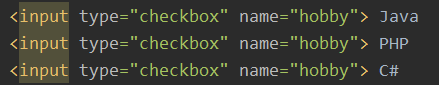 <input type="checkbox" name="hobby"> Java
<input type="checkbox" name="hobby"> PHP
<input type="checkbox" name="hobby"> C#